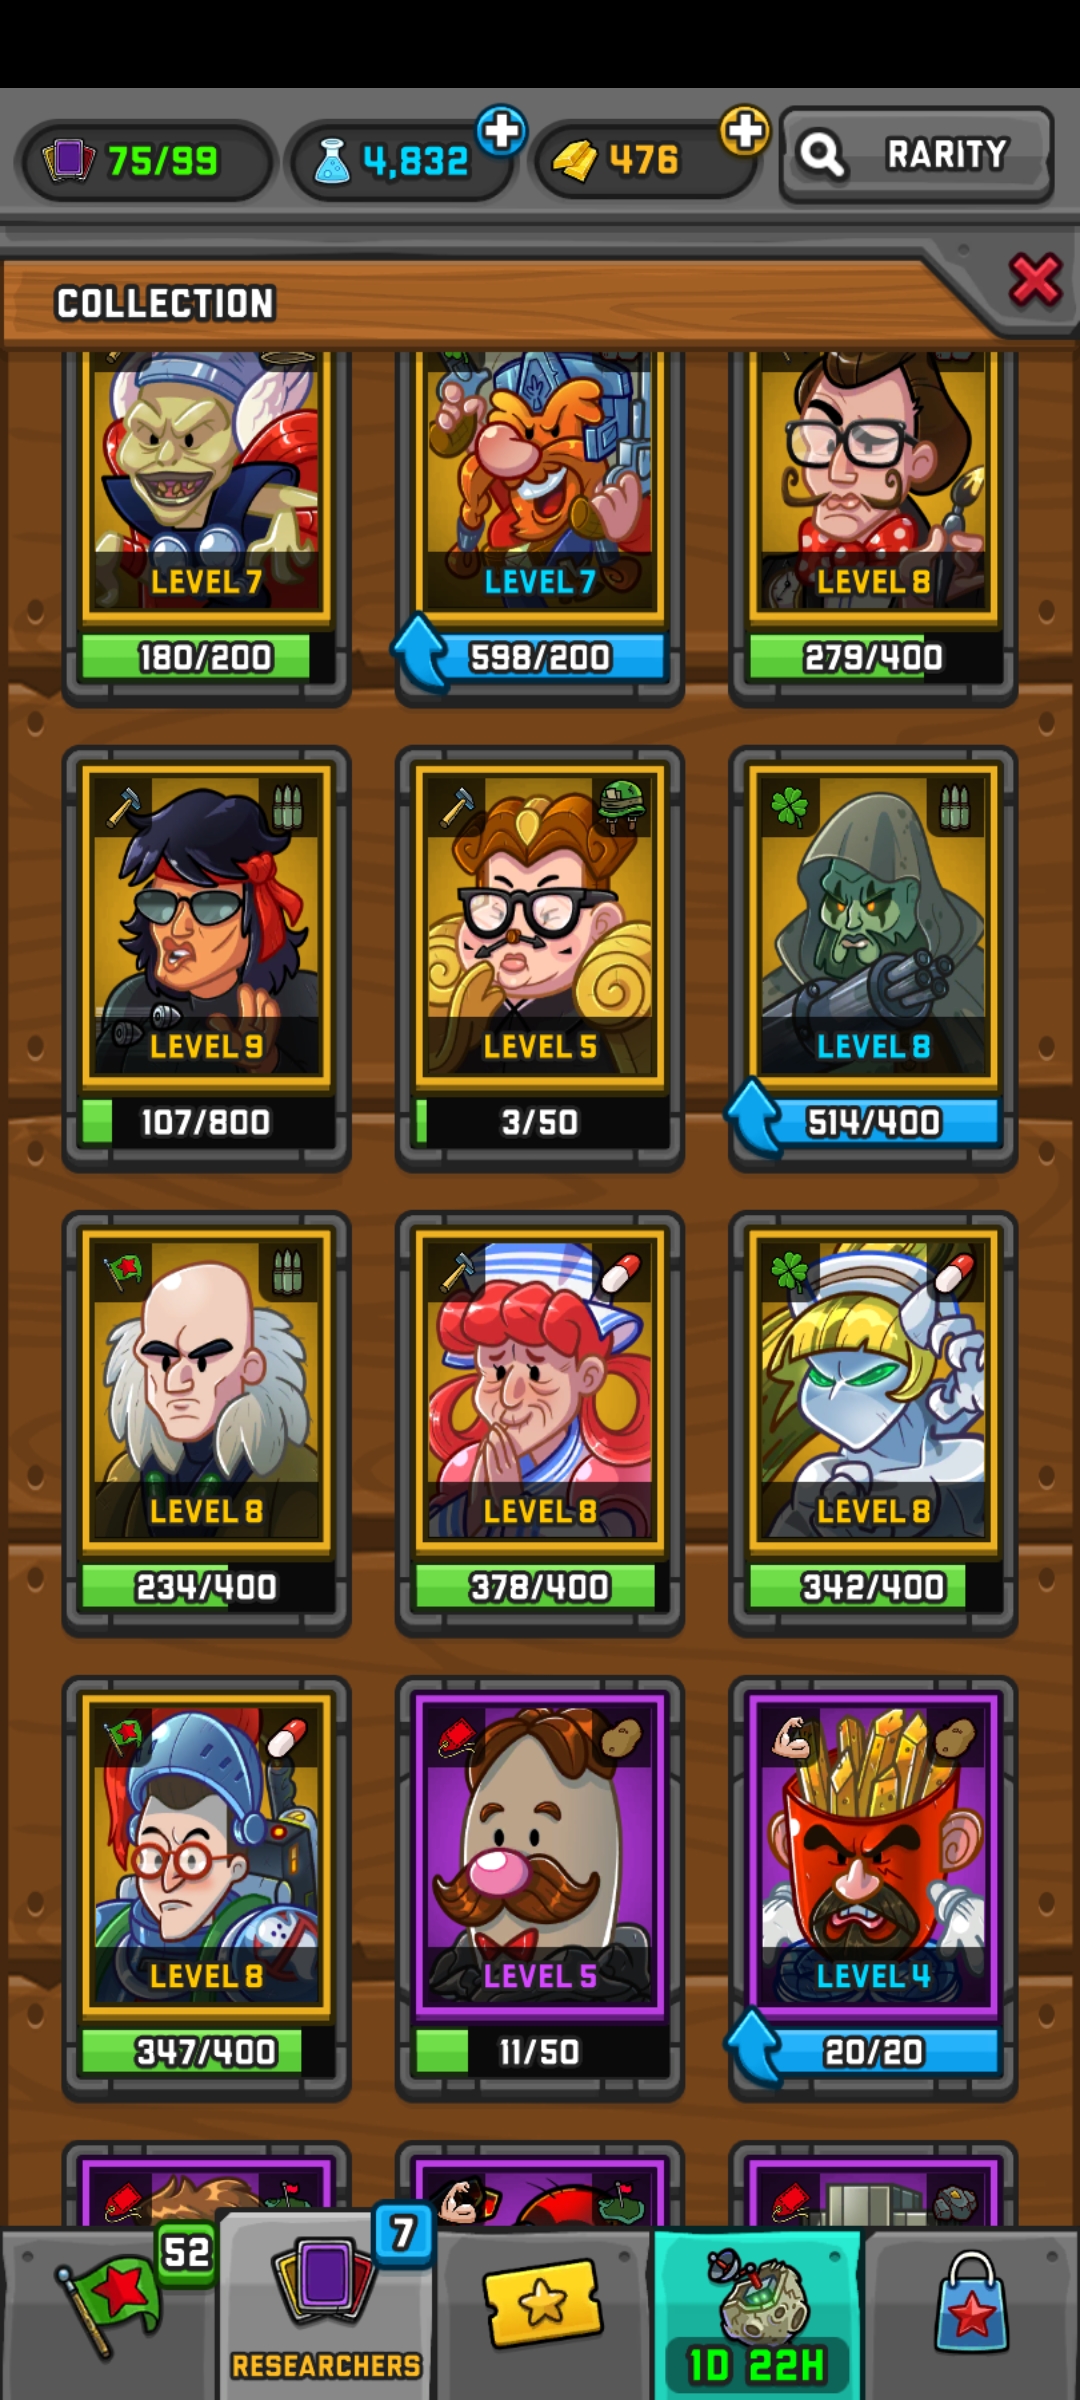 75/99 4,832 476 RARITY
COLLECTION
LEVEL 7 LEVEL 7 LEVEL 8
180/200 598/200 279/400
LEVEL 9 LEVEL 5 LEVEL 8
107/800 3/50 514/400
LEVEL 8 LEVEL 8 LEVEL 8
234/400 378/400 342/400
LEVEL 8 LEVEL 5 LEVEL 4
347/400 11/50 20/20
52 7
RESEARCHERS 1D 22H